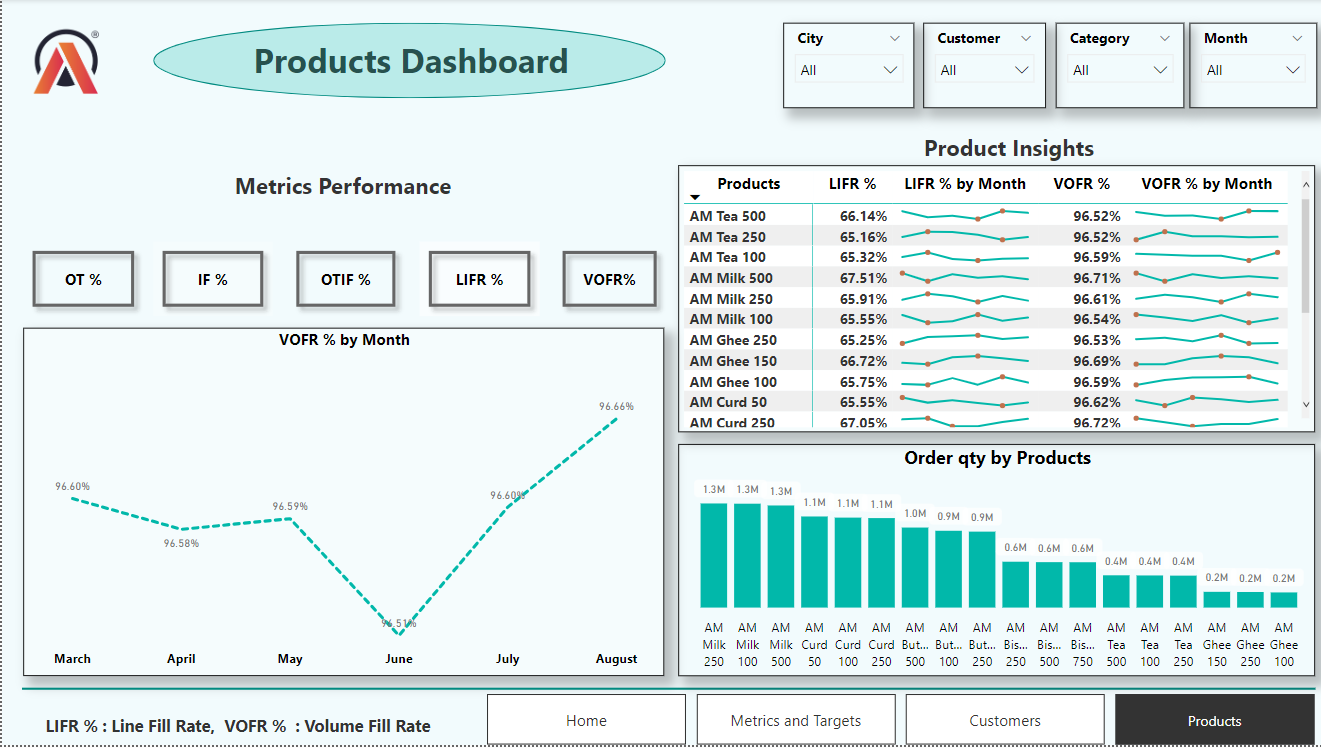 Products Dashboard
City
Customer
Category
Month
All
All
All
All
Metrics Performance
OT %
IF %
OTIF %
LIFR %
VOFR%
VOFR % by Month
96.60%
96.58%
96.59%
96.51%
96.60%
96.66%
March April May June July August
Product Insights
Products LIFR % LIFR % by Month VOFR % VOFR % by Month
AM Tea 500 66.14% 96.52%
AM Tea 250 65.16% 96.52%
AM Tea 100 65.32% 96.59%
AM Milk 500 67.51% 96.71%
AM Milk 250 65.91% 96.61%
AM Milk 100 65.55% 96.54%
AM Ghee 250 65.25% 96.53%
AM Ghee 150 66.72% 96.69%
AM Ghee 100 65.75% 96.59%
AM Curd 50 65.55% 96.62%
AM Curd 250 67.05% 96.72%
Order qty by Products
1.3M 1.3M 1.3M 1.1M 1.1M 1.1M 1.0M 0.9M 0.9M 0.6M 0.6M 0.6M 0.4M 0.4M 0.4M 0.2M 0.2M 0.2M
AM AM AM AM AM AM AM AM AM AM AM AM AM AM AM AM AM AM
Milk Milk Milk Curd Curd Curd But... But... But... Bis... Bis... Bis... Tea Tea Tea Ghee Ghee Ghee
250 100 500 50 100 250 500 100 250 250 500 750 500 100 250 150 250 100
LIFR % : Line Fill Rate, VOFR % : Volume Fill Rate
Home
Metrics and Targets
Customers
Products